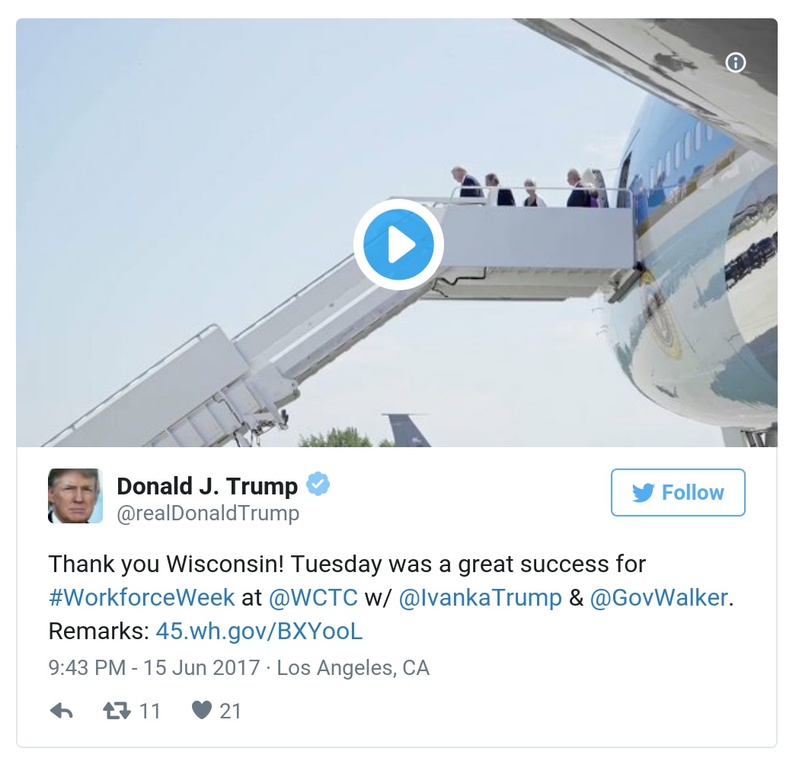 Donald J. Trump
@realDonaldTrump
Follow
Thank you Wisconsin! Tuesday was a great success for
#WorkforceWeek at @WCTC w/ @IvankaTrump & @GovWalker.
Remarks: 45.wh.gov/BXYooL
9:43 PM - 15 Jun 2017 · Los Angeles, CA
11 21